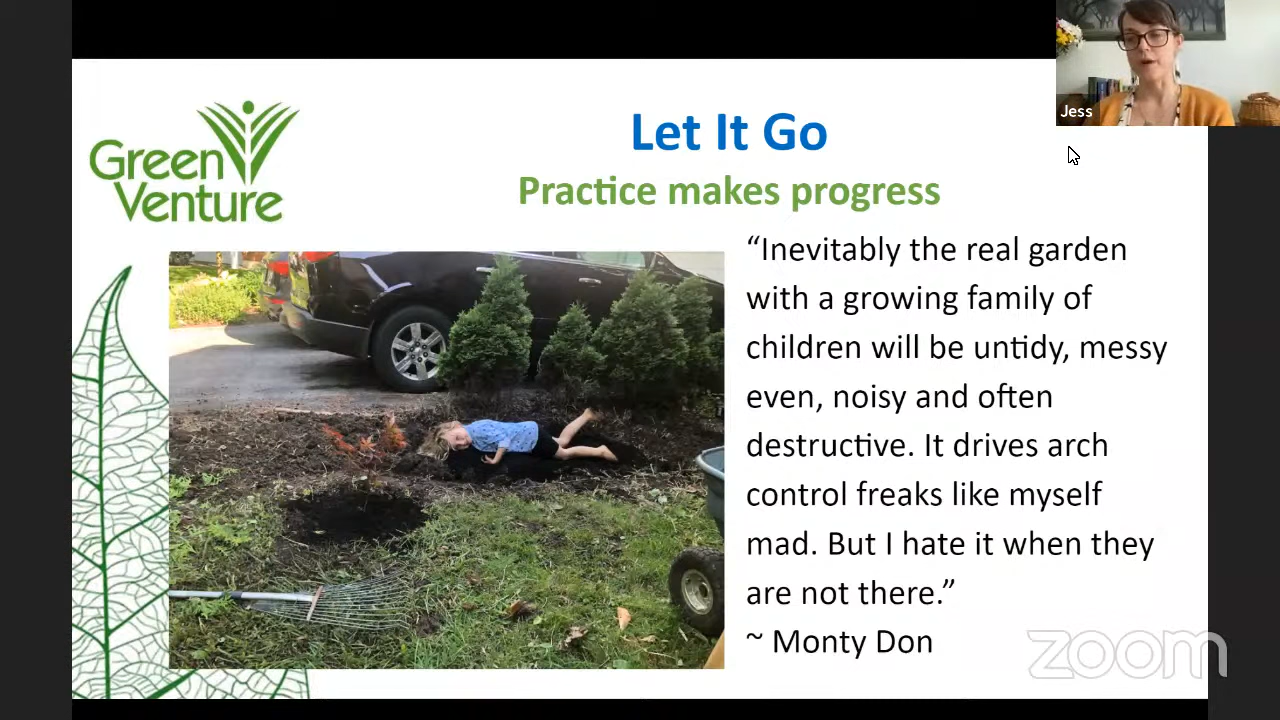 Jess
Green
Venture
Let It Go
Practice makes progress
“Inevitably the real garden
with a growing family of
children will be untidy, messy
even, noisy and often
destructive. It drives arch
control freaks like myself
mad. But I hate it when they
are not there.”
~ Monty Don
zoom